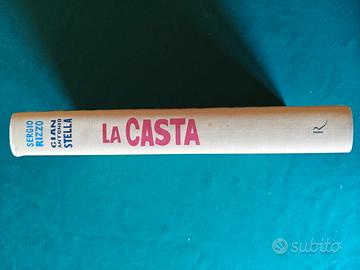 SERGIO
RIZZO
GIAN
ANTONIO
STELLA
LA CASTA
R
subito